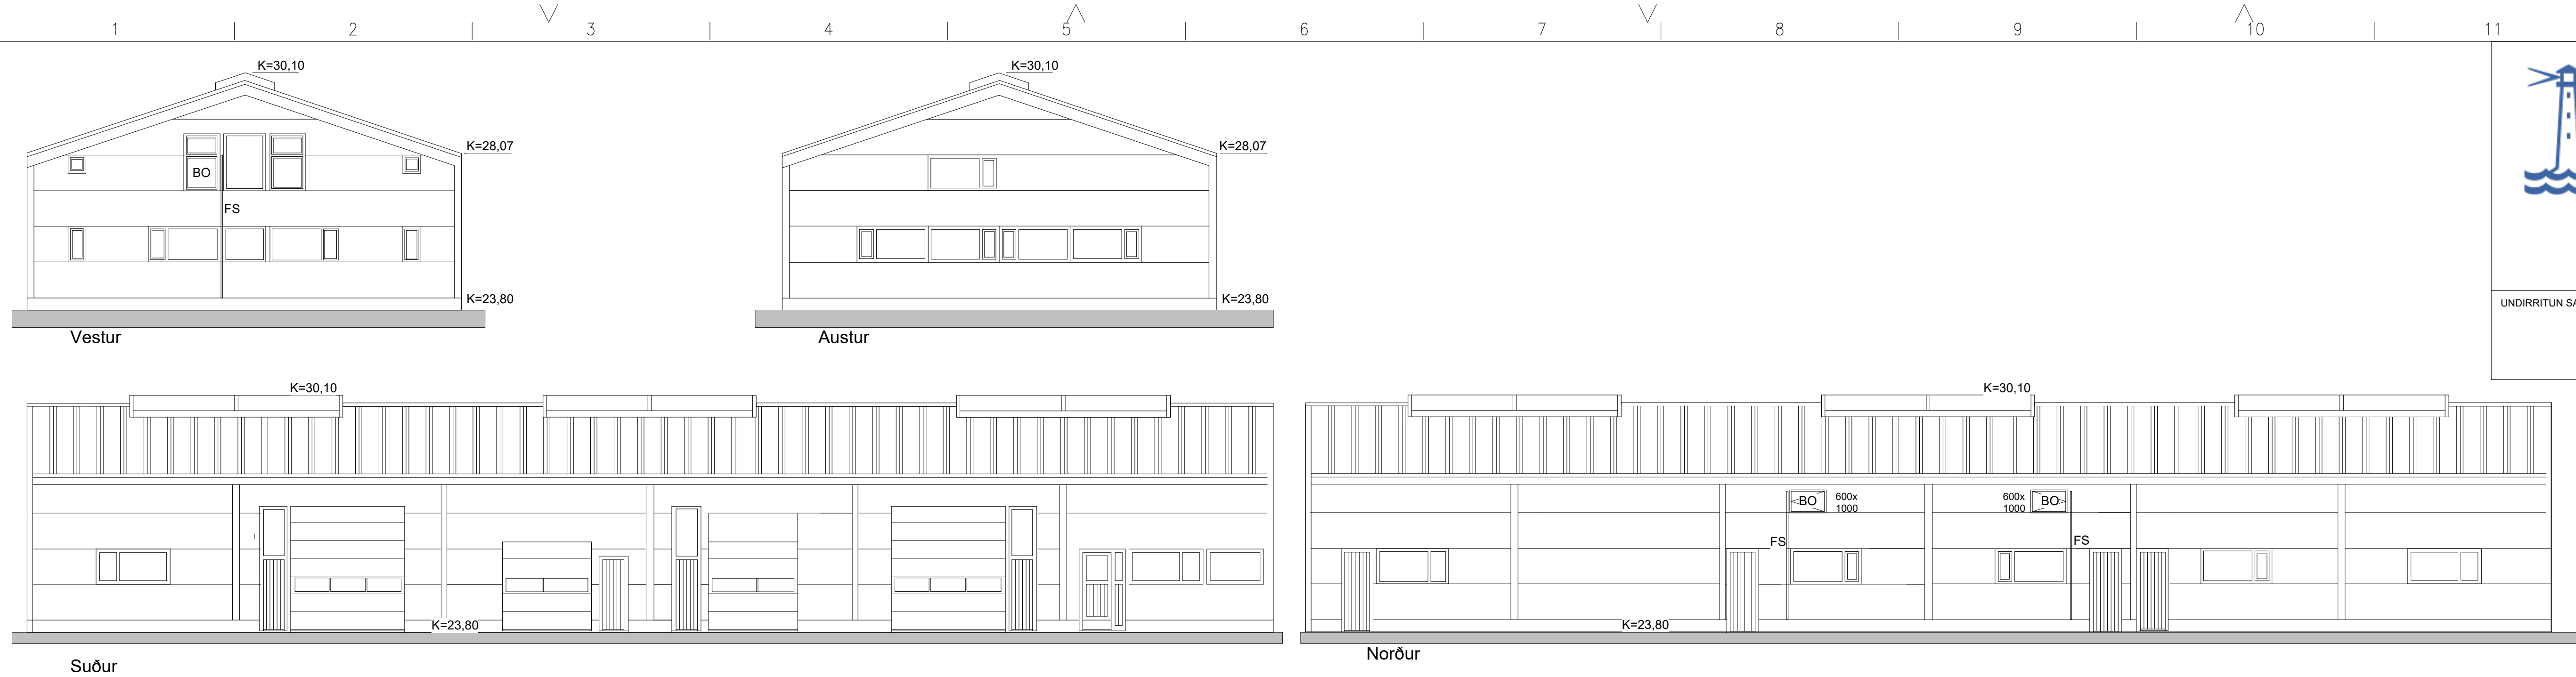 1 2 3 4 5 6 7 8 9 10 11
K=30,10
K=28,07
BO
FS
K=23,80
Vestur
K=30,10
K=28,07
K=23,80
Austur
UNDIRRITUN SA
K=30,10
K=23,80
Suður
K=30,10
BO
600x
1000
600x
1000
BO
FS
FS
K=23,80
Norður